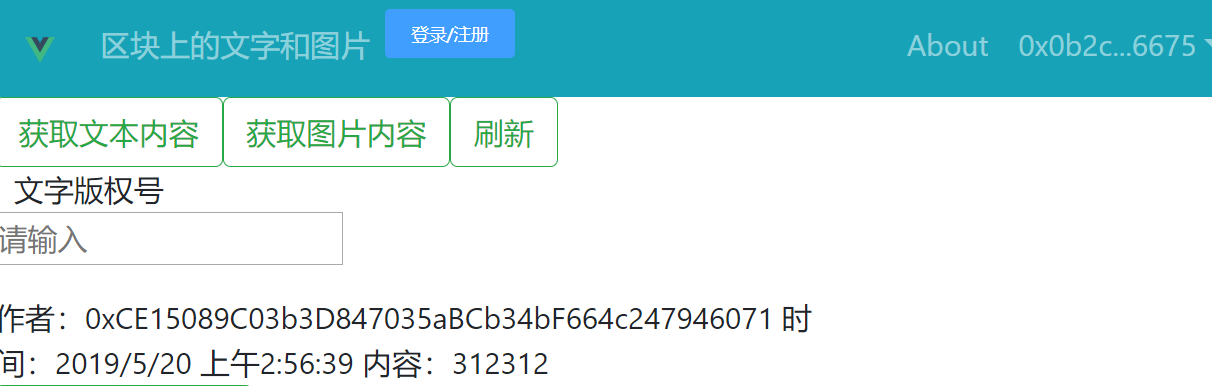 区块上的文字和图片 登录/注册 About 0x0b2c...6675
获取文本内容 获取图片内容 刷新
文字版权号
请输入
作者：0xCE15089C03b3D847035aBCb34bF664c247946071 时
间：2019/5/20 上午2:56:39 内容：312312